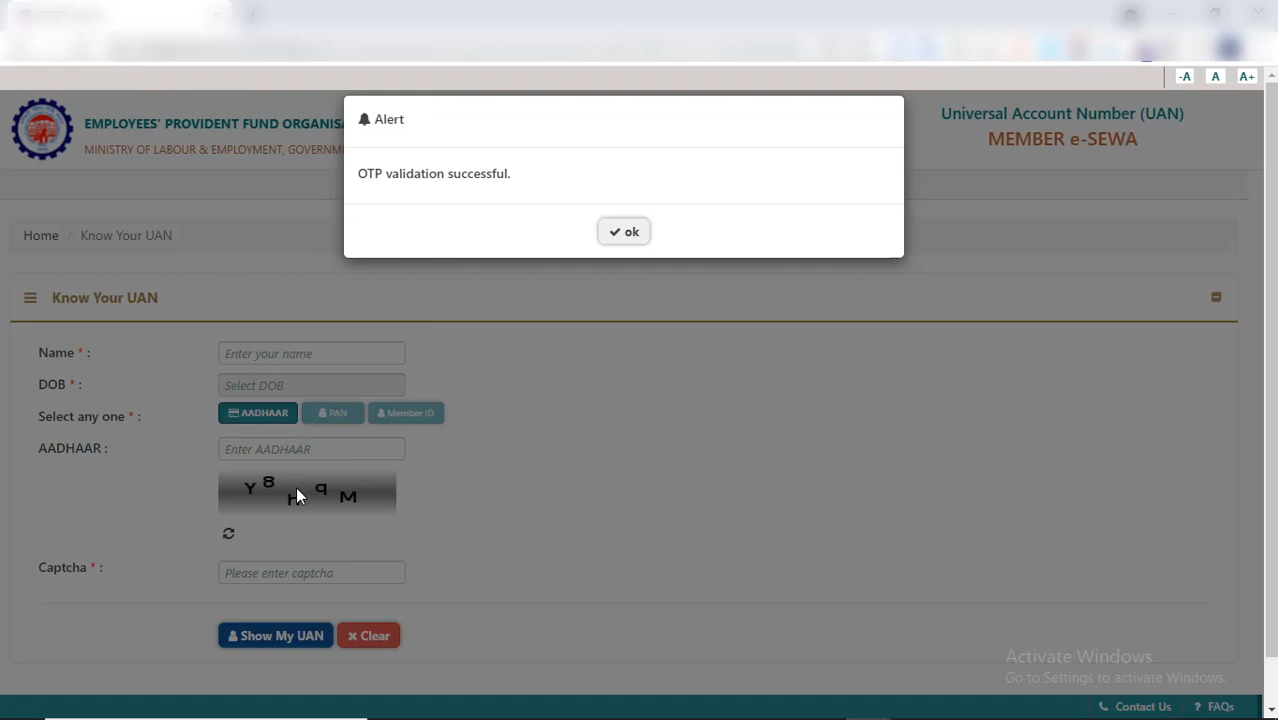 -A A A+
Alert
EMPLOYEES' PROVIDENT FUND ORGANISA
MINISTRY OF LABOUR & EMPLOYMENT, GOVERNM
Universal Account Number (UAN)
MEMBER e-SEWA
OTP validation successful.
ok
Home / Know Your UAN
Know Your UAN
Name * : Enter your name
DOB * : Select DOB
Select any one * : AADHAAR PAN Member ID
AADHAAR : Enter AADHAAR
Y 8 h q M
Captcha * : Please enter captcha
Show My UAN Clear
Activate Windows
Go to Settings to activate Windows.
Contact Us ? FAQs